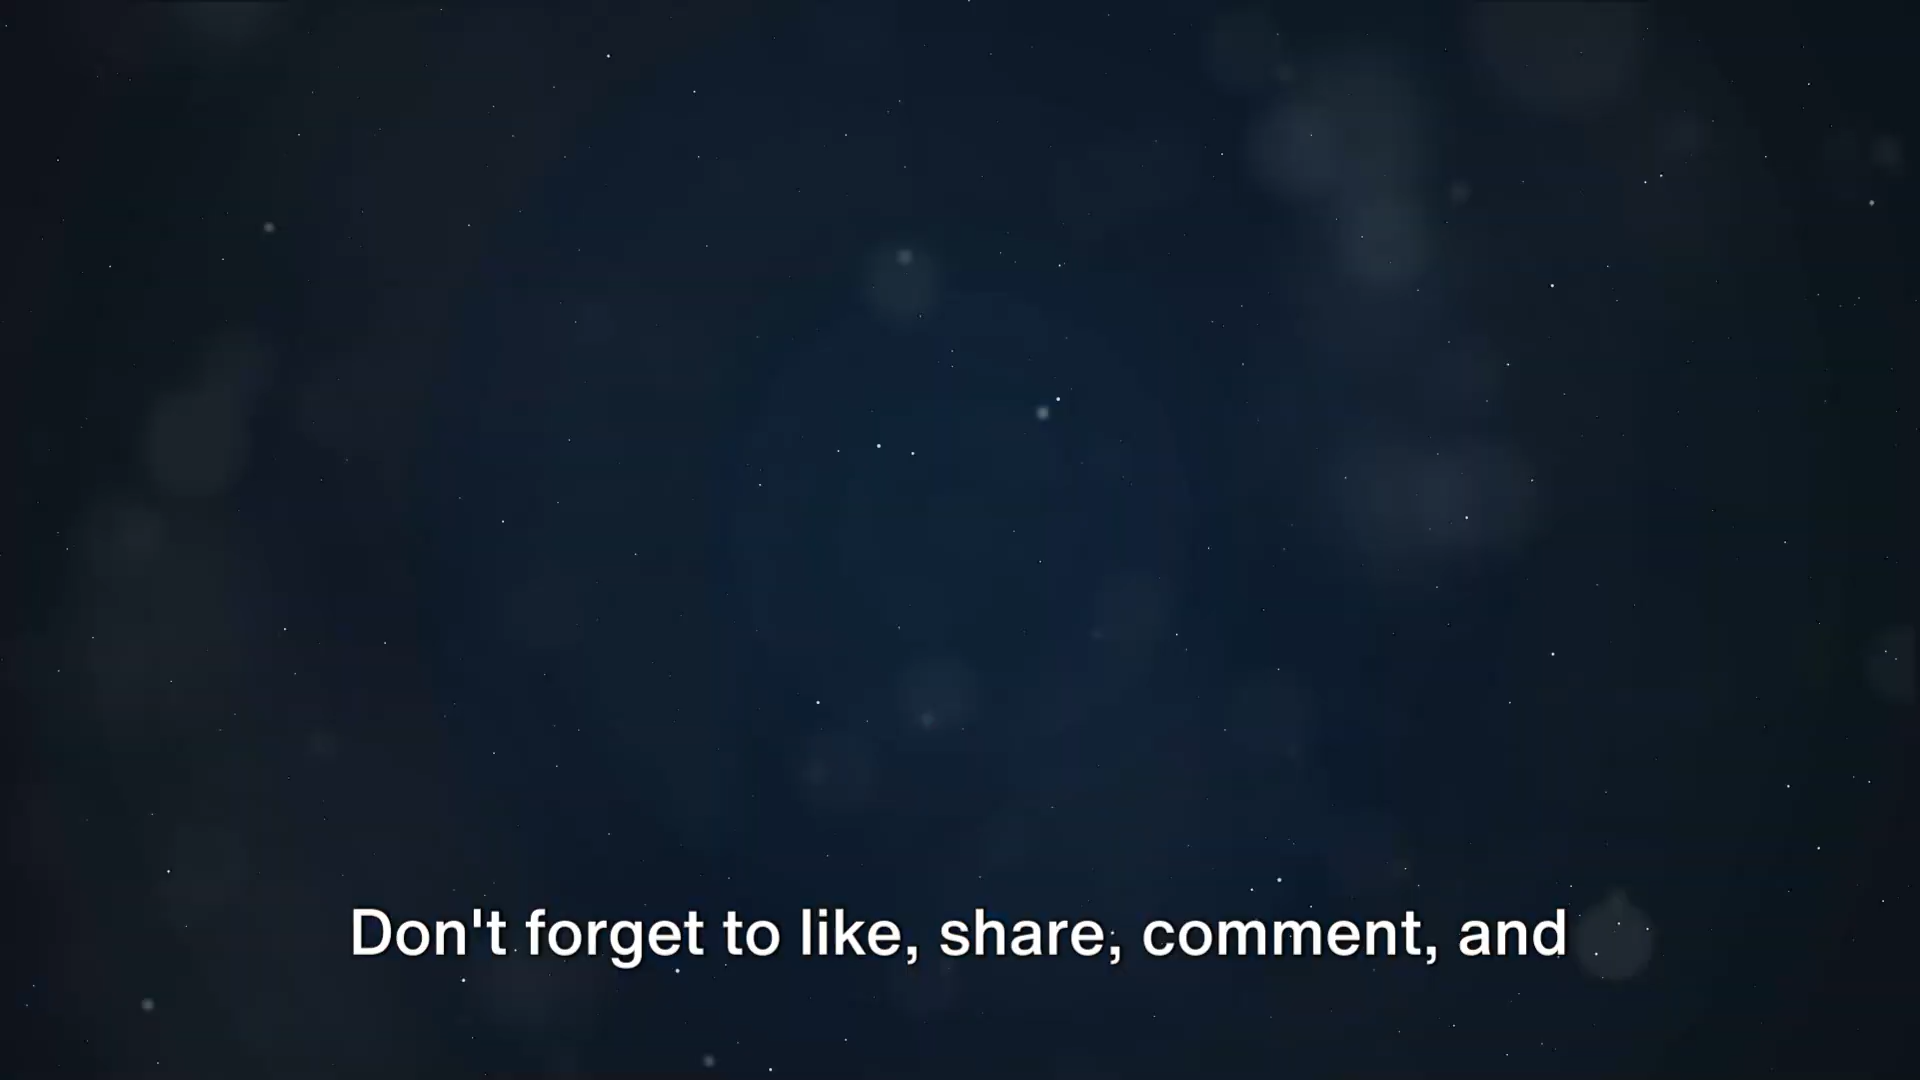 Don't forget to like, share, comment, and